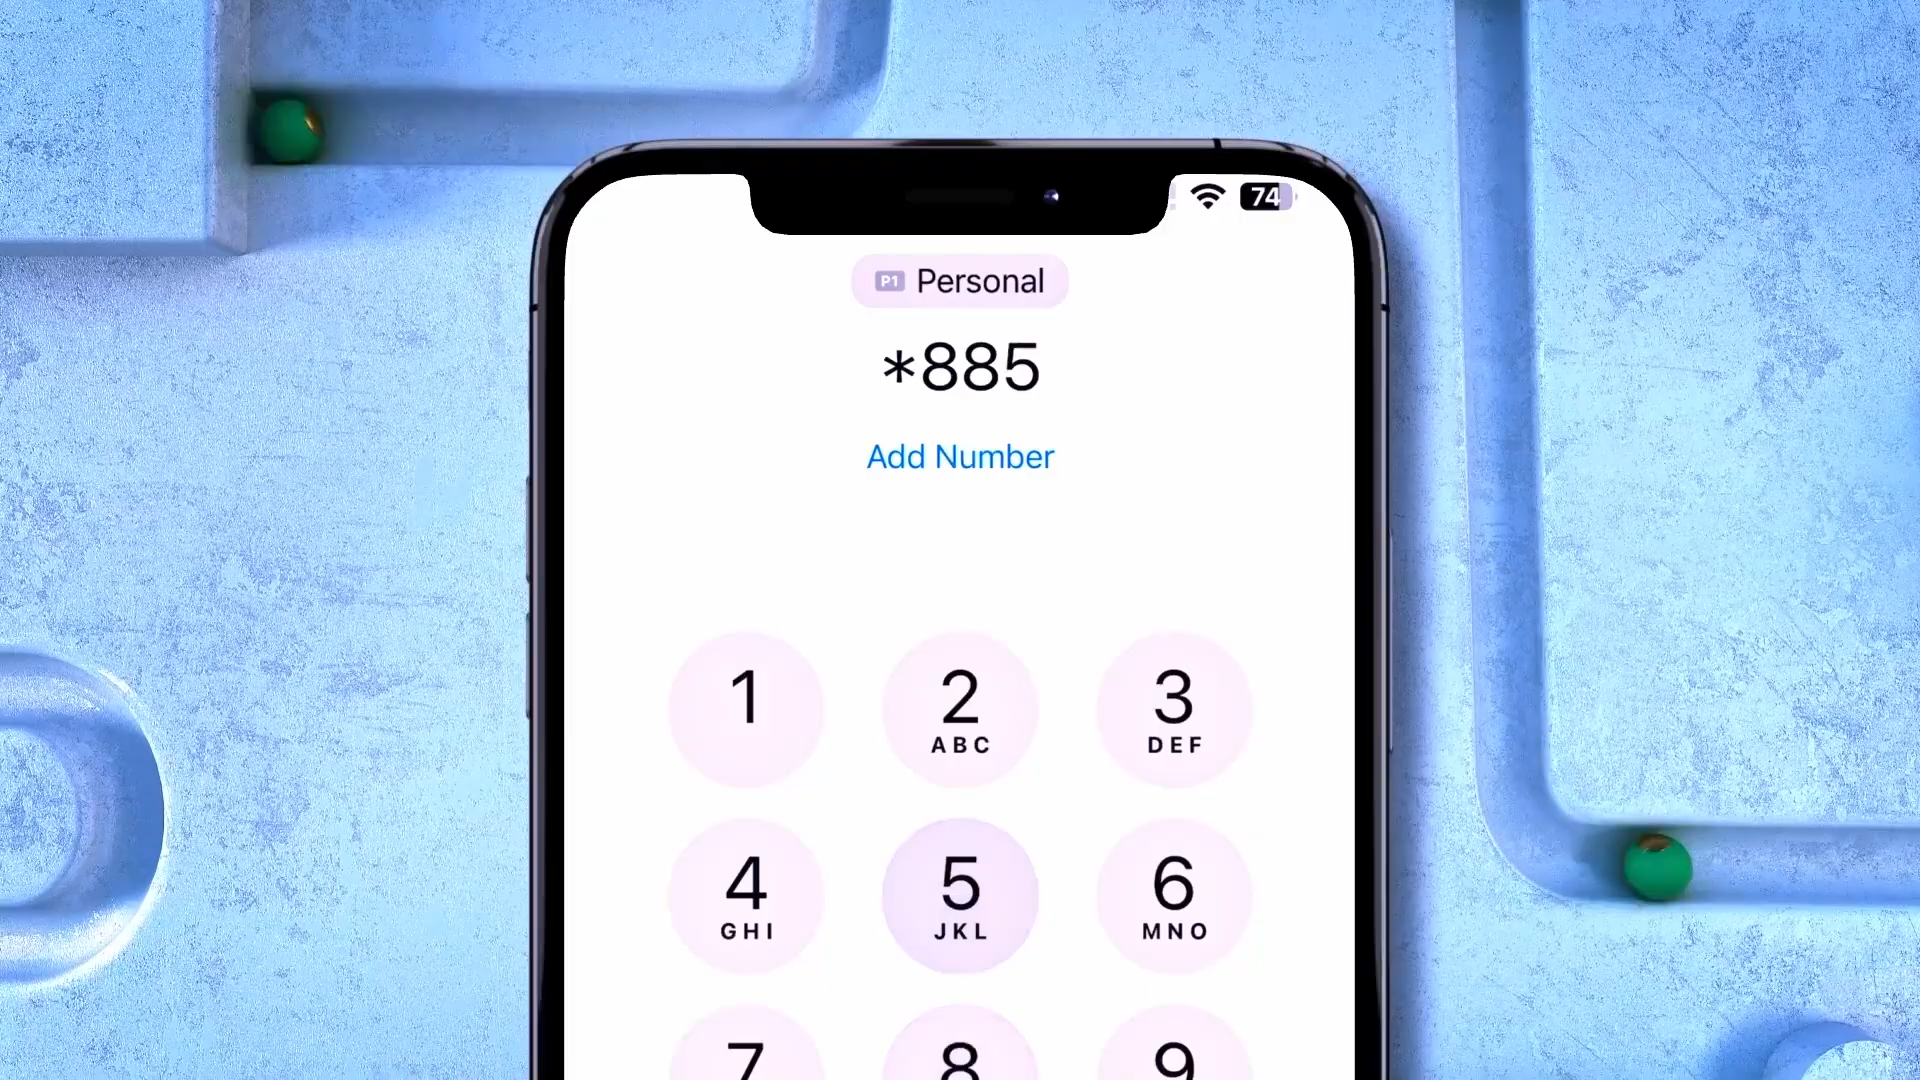 74
P1 Personal
*885
Add Number
1 2 3
ABC DEF
4 5 6
GHI JKL MNO
7 8 9